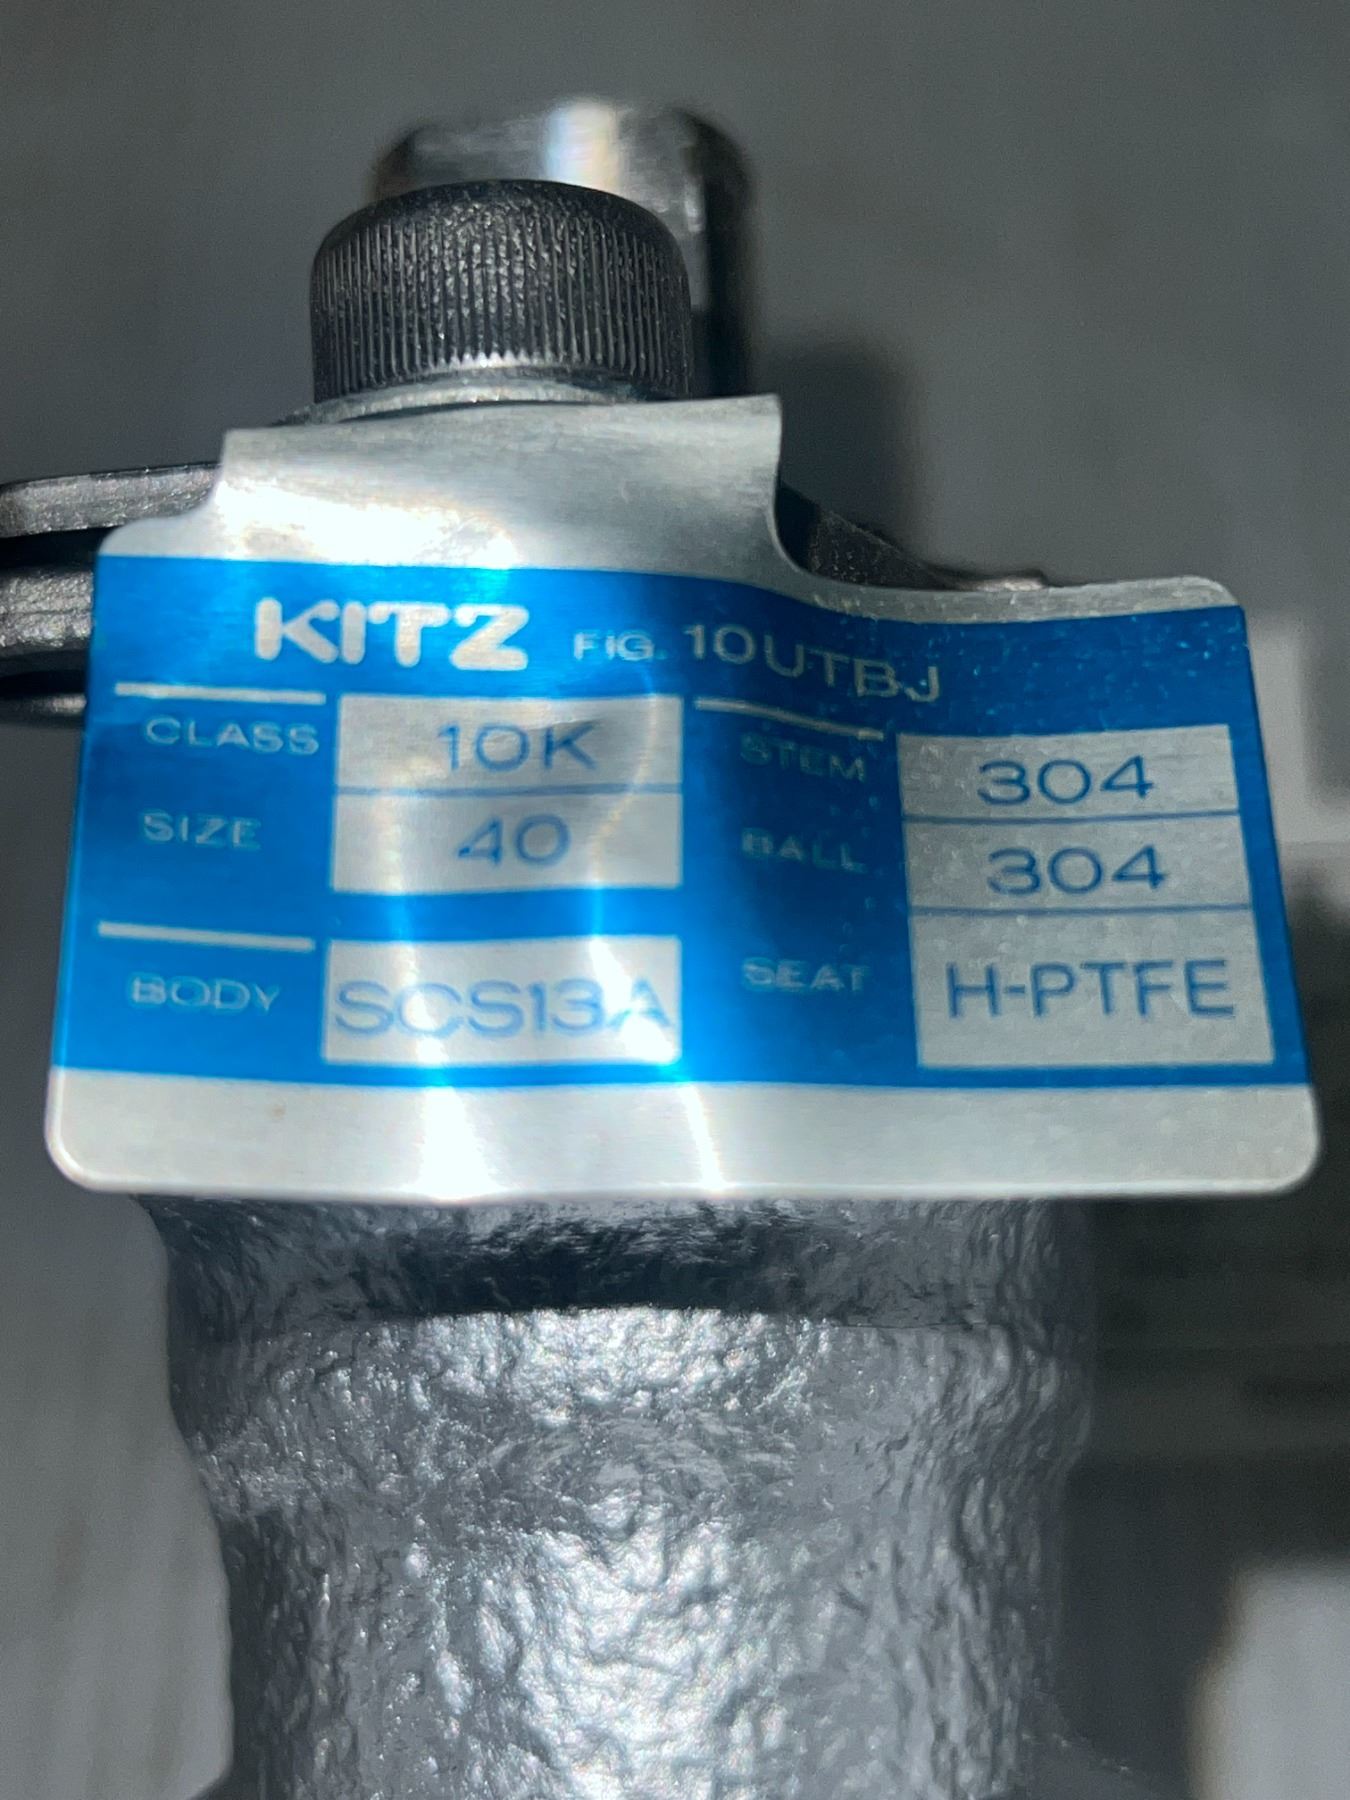 KITZ FIG. 10UTBJ
CLASS 10K
SIZE 40
BODY SCS13A
STEM 304
BALL 304
SEAT H-PTFE